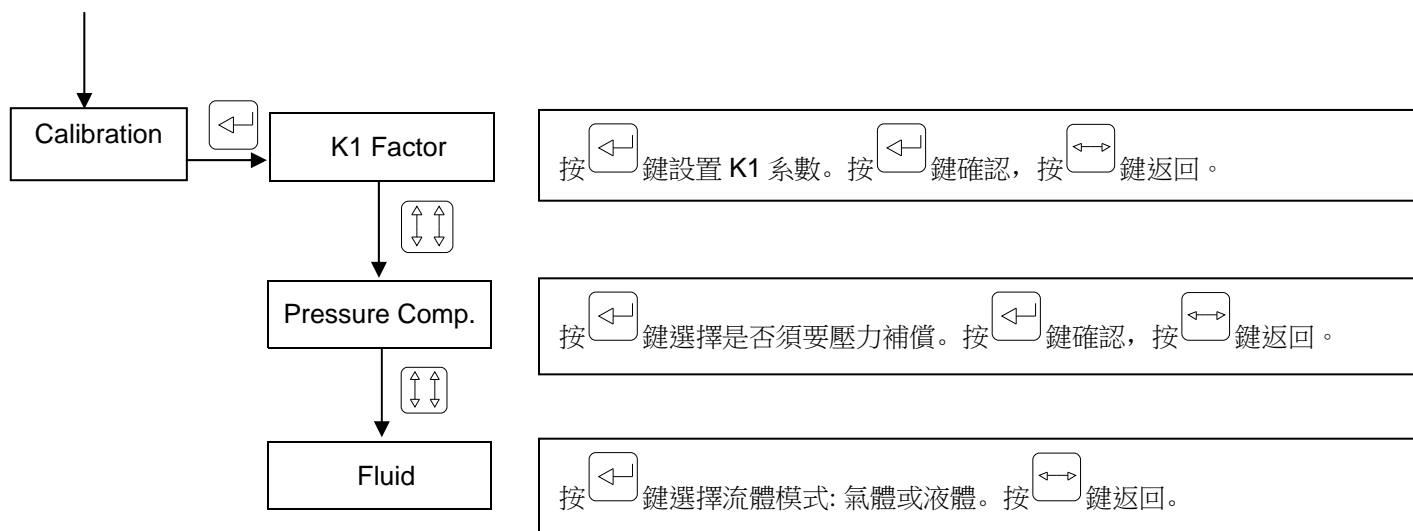 Calibration
K1 Factor
按鍵設置 K1 系數。按鍵確認，按鍵返回。
Pressure Comp.
按鍵選擇是否須要壓力補償。按鍵確認，按鍵返回。
Fluid
按鍵選擇流體模式: 氣體或液體。按鍵返回。